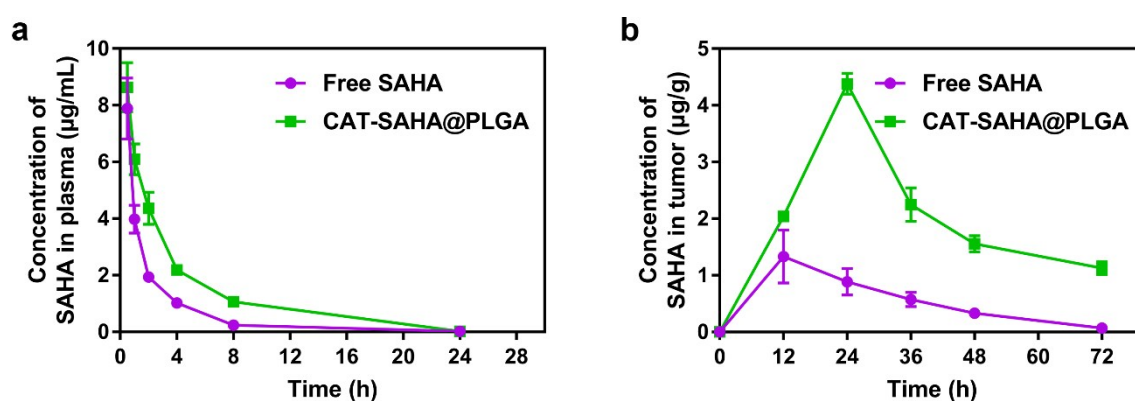 a
Concentration of
SAHA in plasma (µg/mL)
10
8
6
4
2
0
Free SAHA
CAT-SAHA@PLGA
0 4 8 12 16 20 24 28
Time (h)
b
Concentration of
SAHA in tumor (µg/g)
5
4
3
2
1
0
Free SAHA
CAT-SAHA@PLGA
0 12 24 36 48 60 72
Time (h)